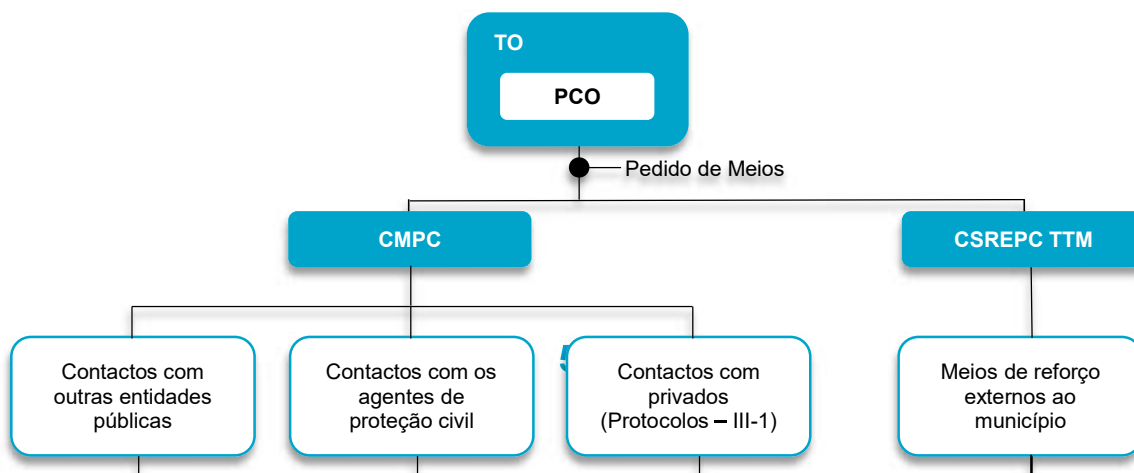 TO
PCO
Pedido de Meios
CMPC
CSREPC TTM
Contactos com
outras entidades
públicas
Contactos com os
agentes de
proteção civil
Contactos com
privados
(Protocolos – III-1)
Meios de reforço
externos ao
município